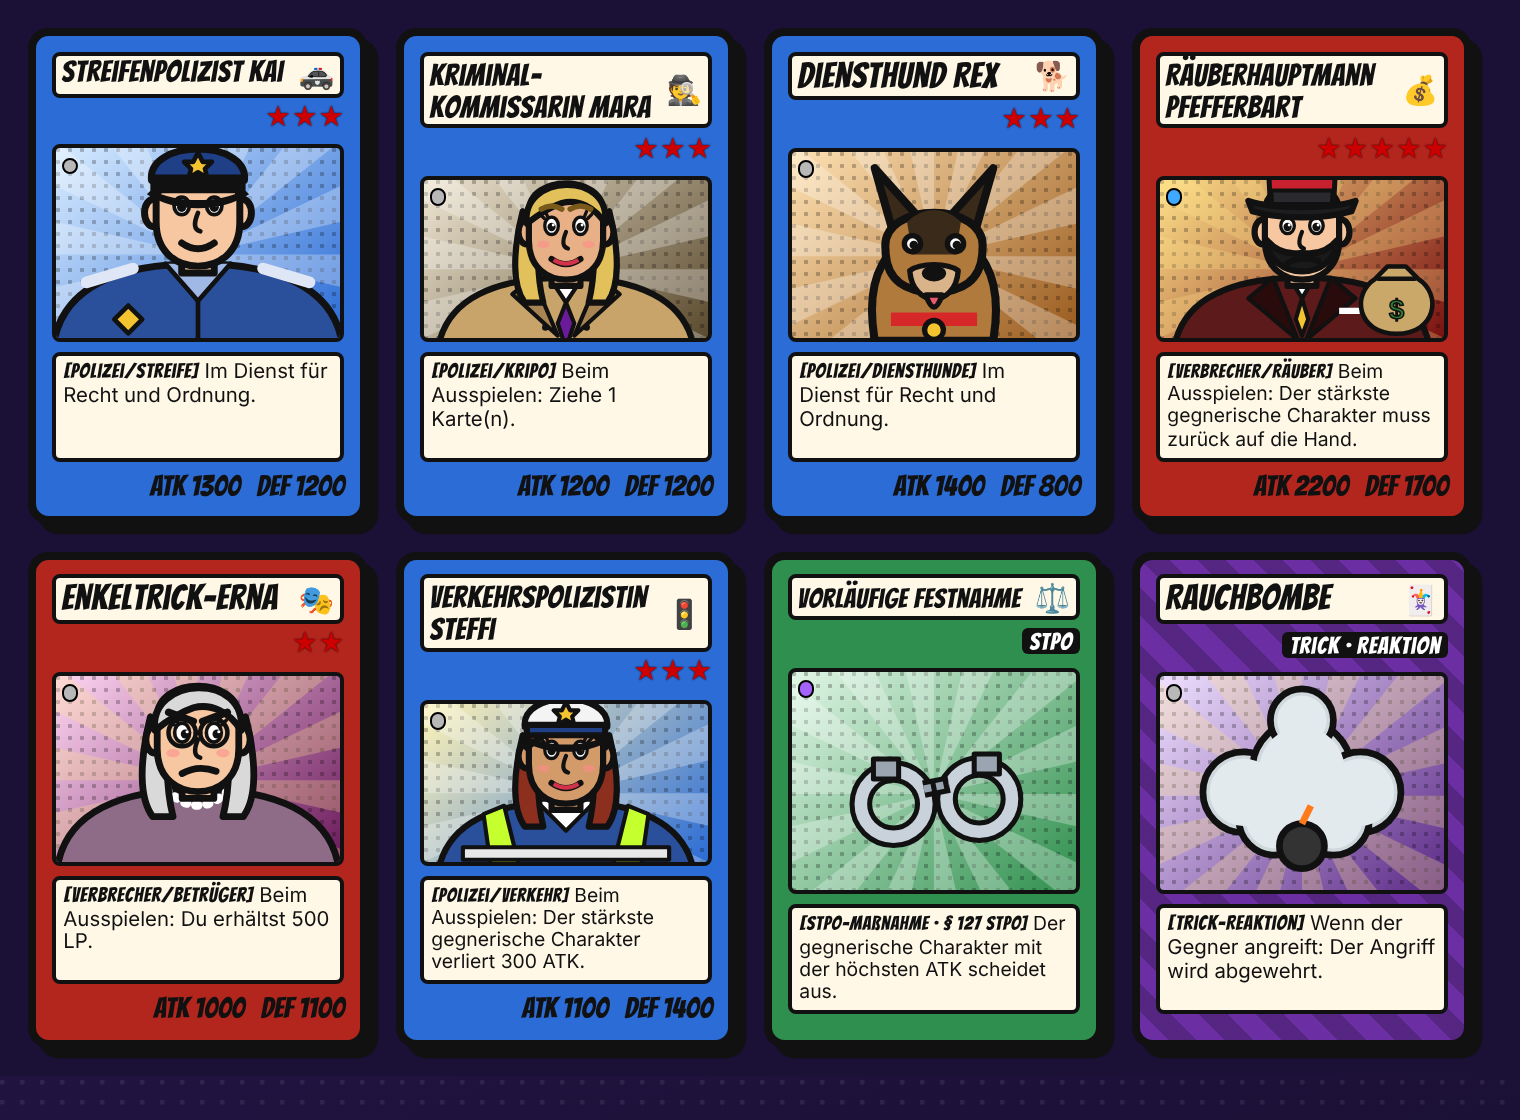 STREIFENPOLIZIST KAI
[POLIZEI/STREIFE] Im Dienst für
Recht und Ordnung.
ATK 1300 DEF 1200
KRIMINAL-
KOMMISSARIN MARA
[POLIZEI/KRIPO] Beim
Ausspielen: Ziehe 1
Karte(n).
ATK 1200 DEF 1200
DIENSTHUND REX
[POLIZEI/DIENSTHUNDE] Im
Dienst für Recht und
Ordnung.
ATK 1400 DEF 800
RÄUBERHAUPTMANN
PFEFFERBART
$
[VERBRECHER/RÄUBER] Beim
Ausspielen: Der stärkste
gegnerische Charakter muss
zurück auf die Hand.
ATK 2200 DEF 1700
ENKELTRICK-ERNA
[VERBRECHER/BETRÜGER] Beim
Ausspielen: Du erhältst 500
LP.
ATK 1000 DEF 1100
VERKEHRSPOLIZISTIN
STEFFI
[POLIZEI/VERKEHR] Beim
Ausspielen: Der stärkste
gegnerische Charakter
verliert 300 ATK.
ATK 1100 DEF 1400
VORLÄUFIGE FESTNAHME
STPO
[STPO-MAßNAHME · § 127 STPO] Der
gegnerische Charakter mit
der höchsten ATK scheidet
aus.
RAUCHBOMBE
TRICK · REAKTION
[TRICK-REAKTION] Wenn der
Gegner angreift: Der Angriff
wird abgewehrt.